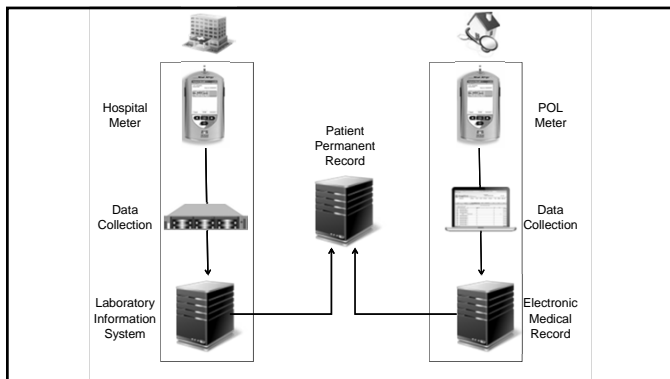 Hospital
Meter
Patient
Permanent
Record
POL
Meter
Data
Collection
Data
Collection
Laboratory
Information
System
Electronic
Medical
Record